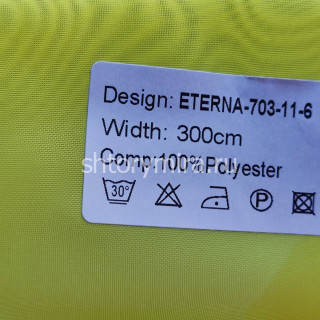 Design: ETERNA-703-11-6
Width: 300cm
Comp:100% Polyester
30°